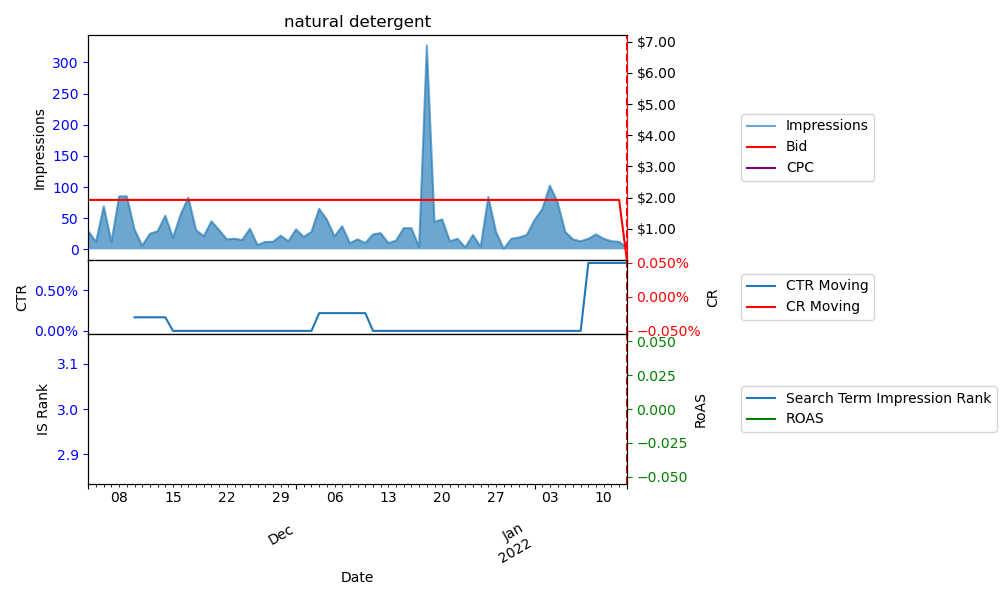 natural detergent
Impressions
300
250
200
150
100
50
0
$7.00
$6.00
$5.00
$4.00
$3.00
$2.00
$1.00
Impressions
Bid
CPC
CTR
0.50%
0.00%
0.050%
0.000%
−0.050%
CR
CTR Moving
CR Moving
IS Rank
3.1
3.0
2.9
0.050
0.025
0.000
−0.025
−0.050
RoAS
Search Term Impression Rank
ROAS
08 15 22 29 06 13 20 27 03 10
Dec Jan
2022
Date